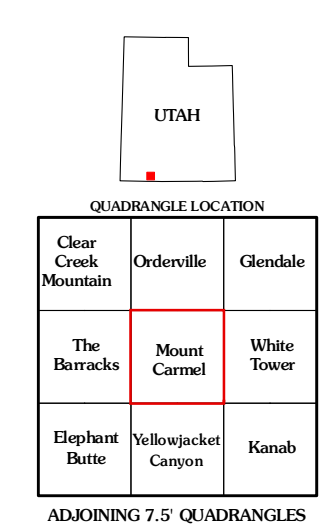 UTAH
QUADRANGLE LOCATION
Clear
Creek
Mountain
Orderville
Glendale
The
Barracks
Mount
Carmel
White
Tower
Elephant
Butte
Yellowjacket
Canyon
Kanab
ADJOINING 7.5' QUADRANGLES